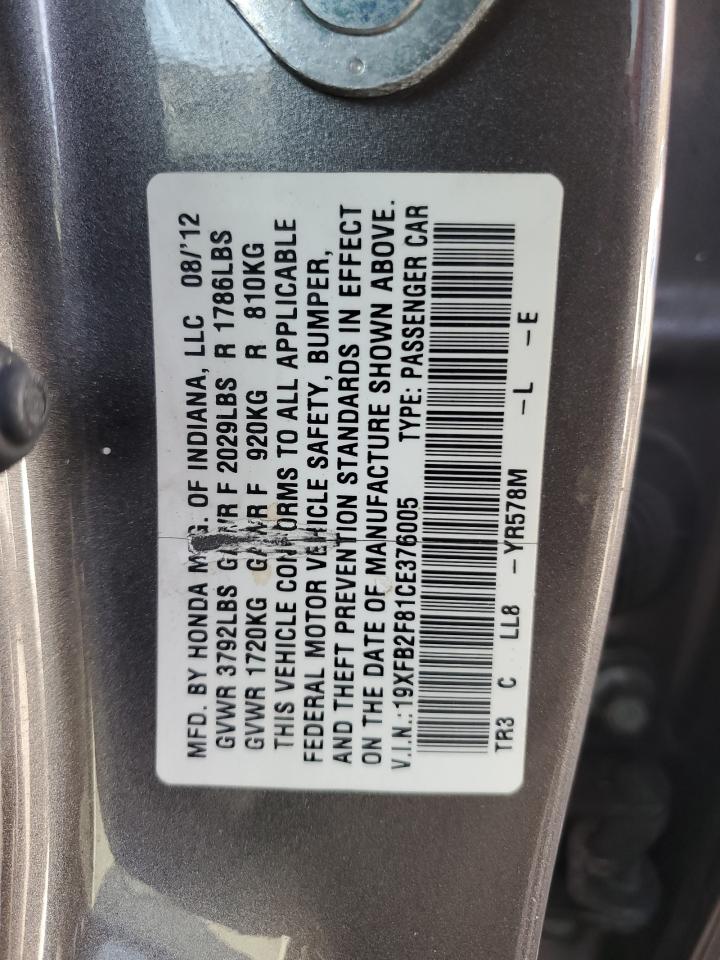 MFD. BY HONDA M G. OF INDIANA, LLC 08/'12
GVWR 3792LBS GAWR F 2029LBS R 1786LBS
GVWR 1720KG GAWR F 920KG R 810KG
THIS VEHICLE CONFORMS TO ALL APPLICABLE
FEDERAL MOTOR VEHICLE SAFETY, BUMPER,
AND THEFT PREVENTION STANDARDS IN EFFECT
ON THE DATE OF MANUFACTURE SHOWN ABOVE.
V.I.N.: 19XFB2F81CE376005 TYPE: PASSENGER CAR
TR3 C LL8 -YR578M -L -E